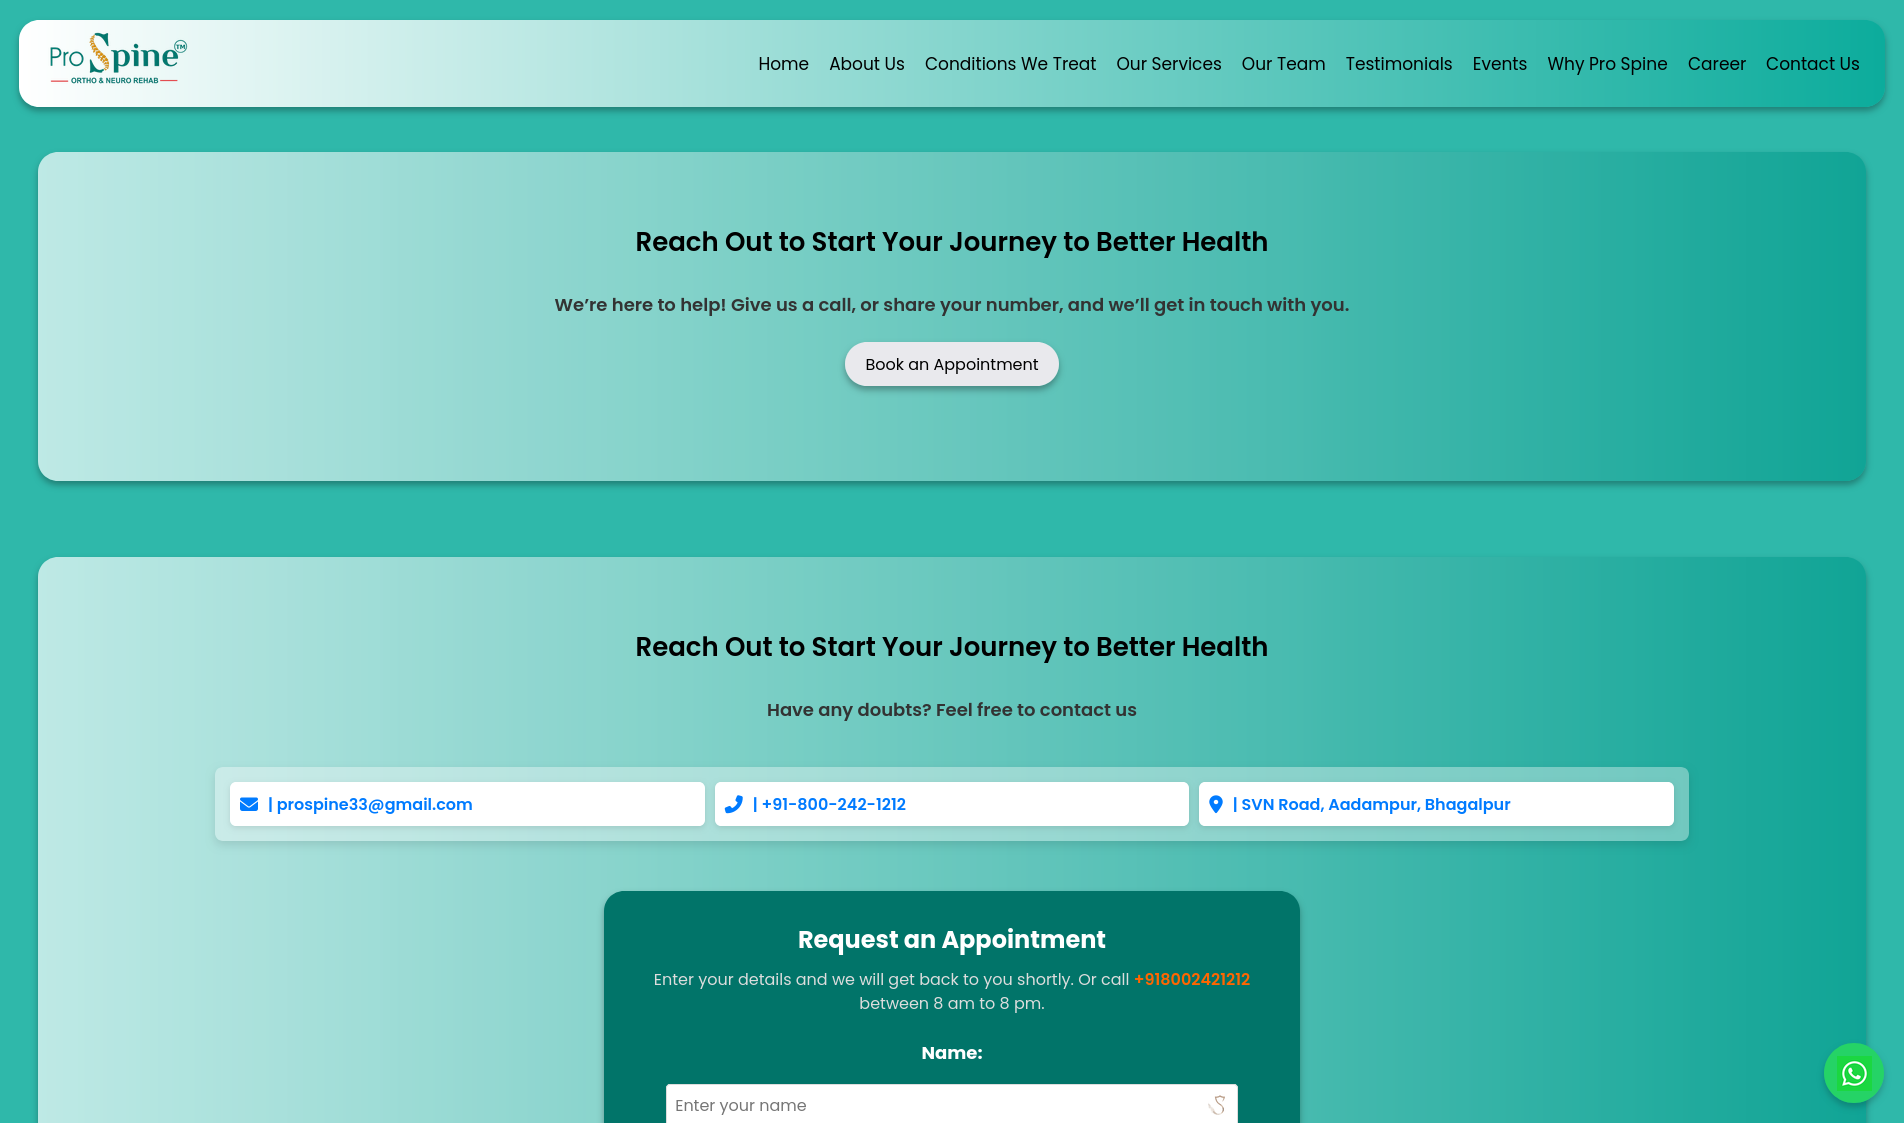 Pro Spine™
ORTHO & NEURO REHAB
Home About Us Conditions We Treat Our Services Our Team Testimonials Events Why Pro Spine Career Contact Us
Reach Out to Start Your Journey to Better Health
We’re here to help! Give us a call, or share your number, and we’ll get in touch with you.
Book an Appointment
Reach Out to Start Your Journey to Better Health
Have any doubts? Feel free to contact us
| prospine33@gmail.com
| +91-800-242-1212
| SVN Road, Aadampur, Bhagalpur
Request an Appointment
Enter your details and we will get back to you shortly. Or call +918002421212
between 8 am to 8 pm.
Name:
Enter your name